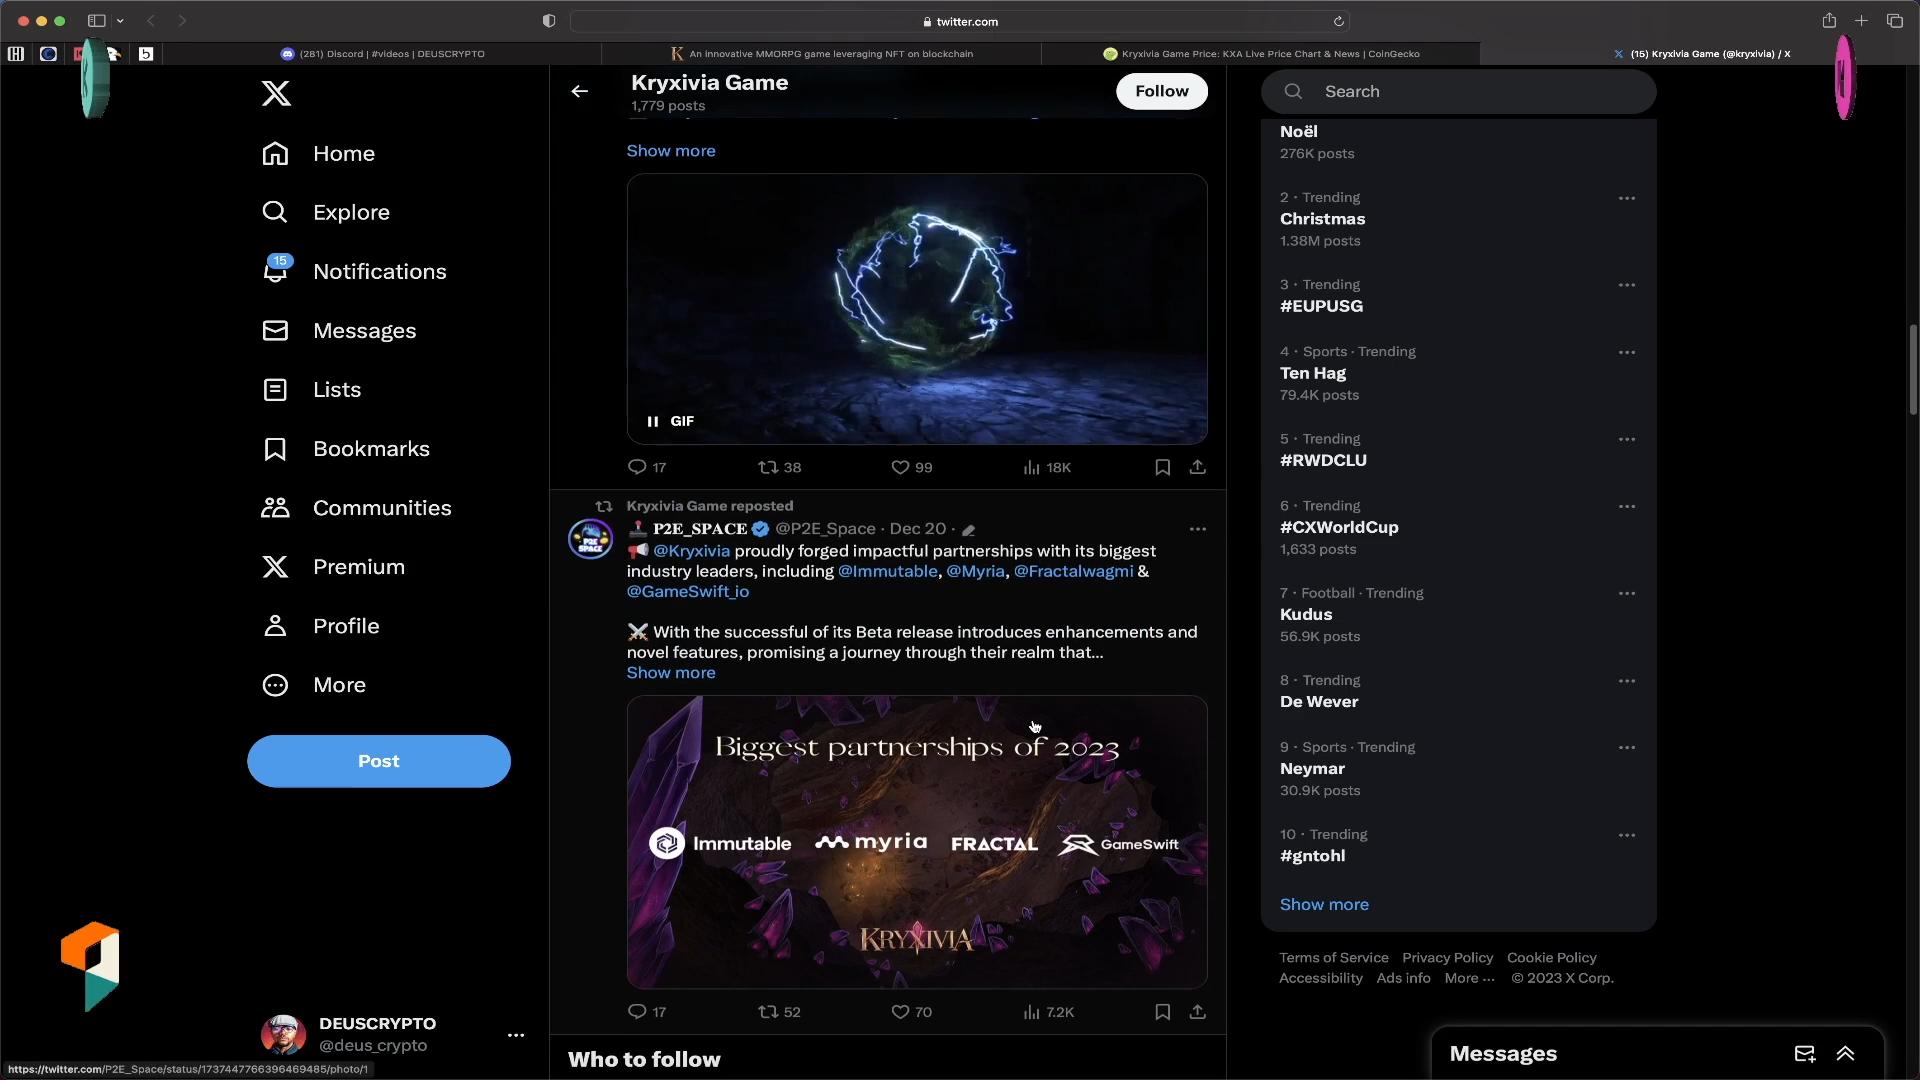 twitter.com
(281) Discord | #videos | DEUSCRYPTO
An innovative MMORPG game leveraging NFT on blockchain
Kryxivia Game Price: KXA Live Price Chart & News | CoinGecko
(15) Kryxivia Game (@kryxivia) / X
Home
Explore
15
Notifications
Messages
Lists
Bookmarks
Communities
Premium
Profile
More
Post
DEUSCRYPTO
@deus_crypto
https://twitter.com/P2E_Space/status/1737447766396469485/photo/1
Kryxivia Game
1,779 posts
Follow
Show more
GIF
17
38
99
18K
Kryxivia Game reposted
P2E_SPACE @P2E_Space · Dec 20 ·
@Kryxivia proudly forged impactful partnerships with its biggest
industry leaders, including @Immutable, @Myria, @Fractalwagmi &
@GameSwift_io
With the successful of its Beta release introduces enhancements and
novel features, promising a journey through their realm that...
Show more
P2E SPACE
Biggest partnerships of 2023
Immutable
myria
FRACTAL
GameSwift
KRYXIVIA
17
52
70
7.2K
Who to follow
Search
Noël
276K posts
2 · Trending
Christmas
1.38M posts
3 · Trending
#EUPUSG
4 · Sports · Trending
Ten Hag
79.4K posts
5 · Trending
#RWDCLU
6 · Trending
#CXWorldCup
1,633 posts
7 · Football · Trending
Kudus
56.9K posts
8 · Trending
De Wever
9 · Sports · Trending
Neymar
30.9K posts
10 · Trending
#gntohl
Show more
Terms of Service Privacy Policy Cookie Policy
Accessibility Ads info More ··· © 2023 X Corp.
Messages